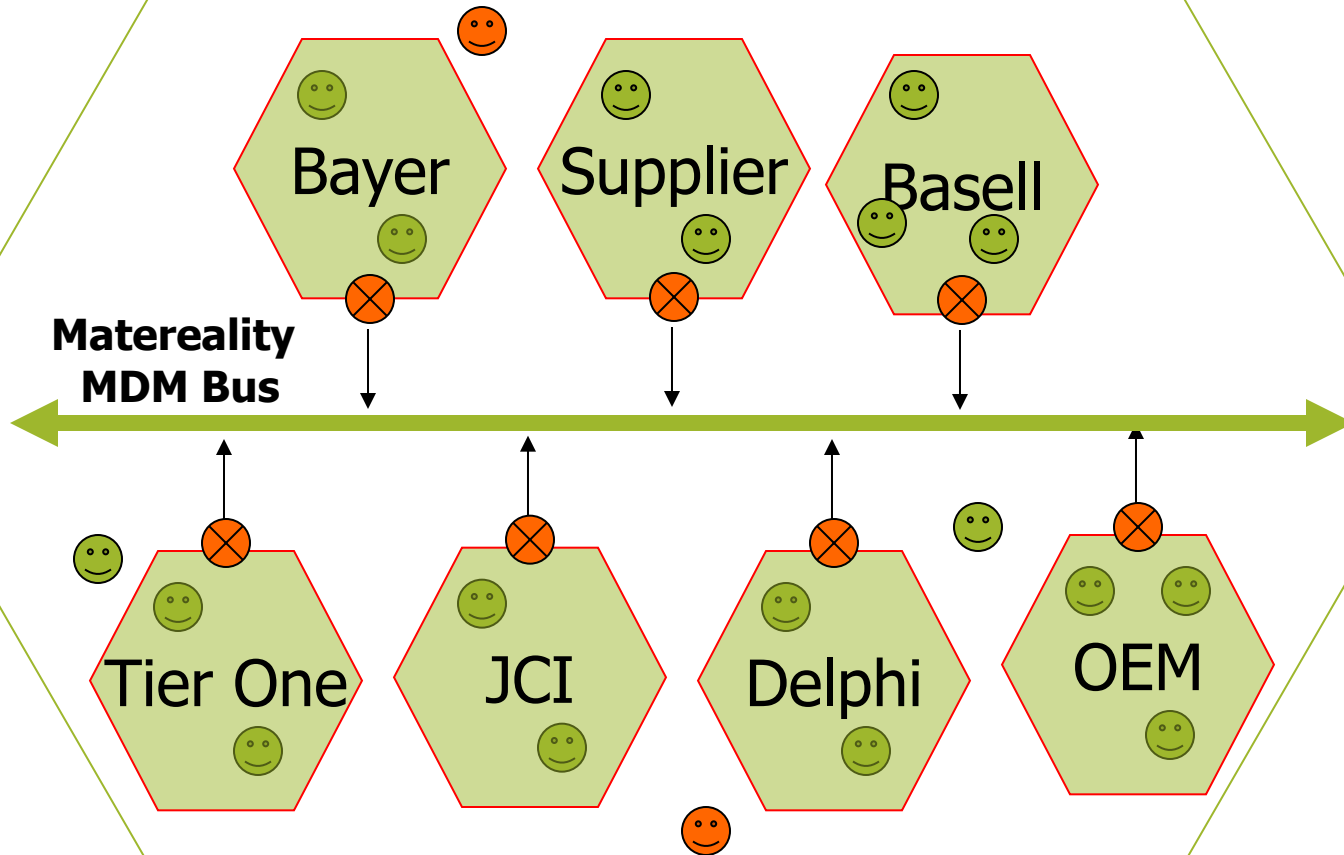 Bayer
Supplier
Basell
Matereality
MDM Bus
Tier One
JCI
Delphi
OEM